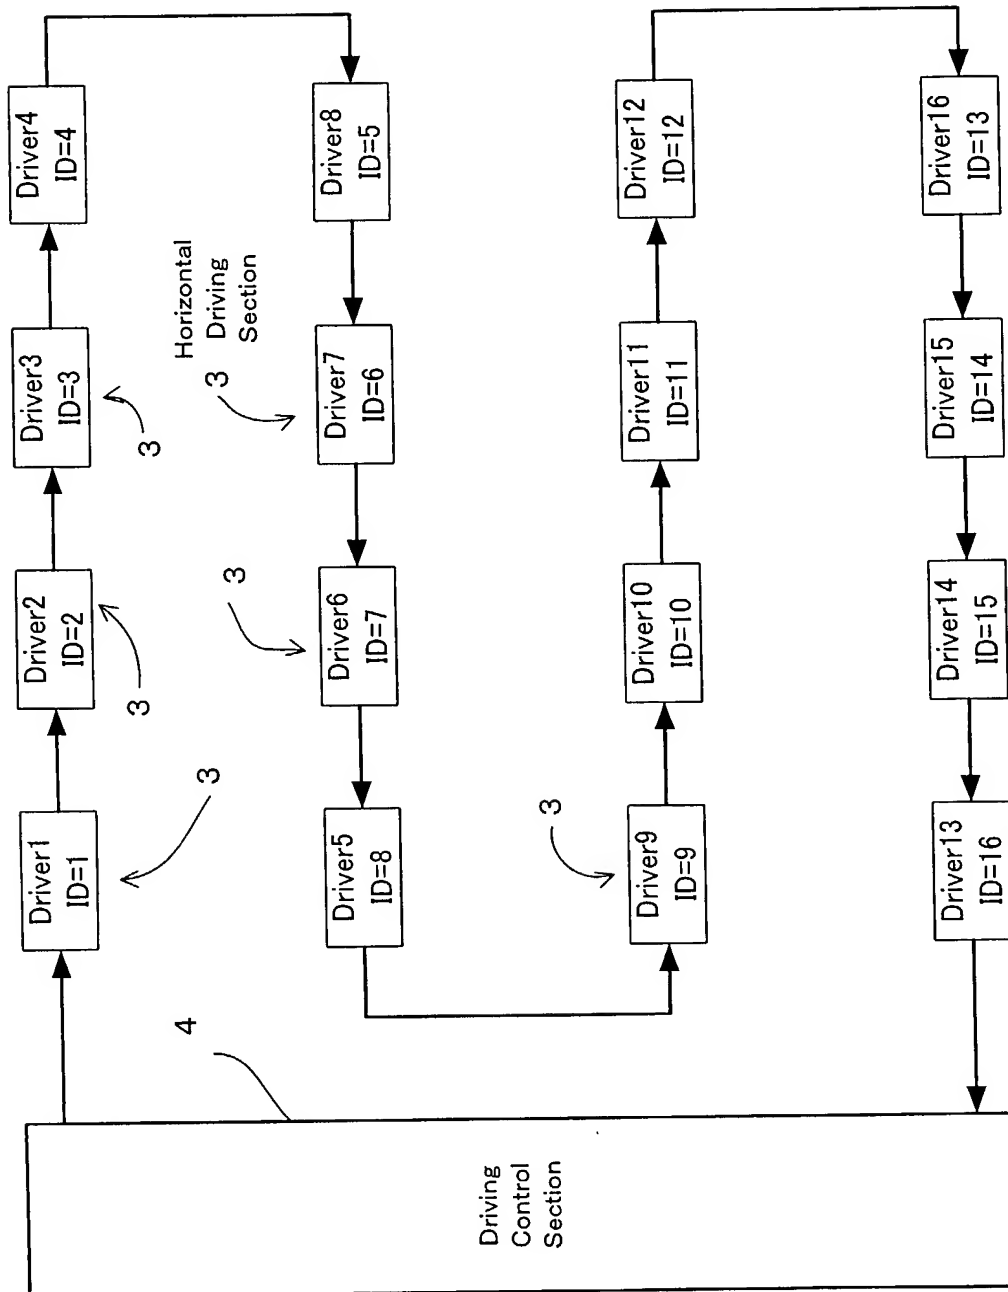 Driving
Control
Section
4
Driver1
ID=1
3
Driver2
ID=2
3
Driver3
ID=3
3
Driver4
ID=4
Driver8
ID=5
Horizontal
Driving
Section
3
Driver7
ID=6
3
Driver6
ID=7
Driver5
ID=8
3
Driver9
ID=9
Driver10
ID=10
Driver11
ID=11
Driver12
ID=12
Driver16
ID=13
Driver15
ID=14
Driver14
ID=15
Driver13
ID=16